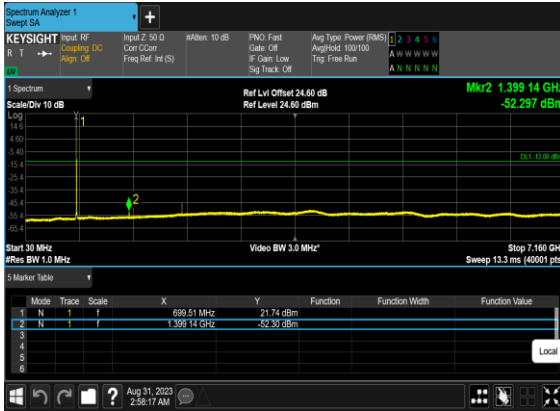 Spectrum Analyzer 1
Swept SA
+
KEYSIGHT Input: RF Input Z: 50 Ω #Atten: 10 dB PNO: Fast Avg Type: Power (RMS) 1 2 3 4 5 6
R T Coupling: DC Corr CCorr Gate: Off Avg|Hold: 100/100 A W W W W W
Align: Off Freq Ref: Int (S) IF Gain: Low Trig: Free Run
Sig Track: Off A N N N N N
1 Spectrum Ref Lvl Offset 24.60 dB Mkr2 1.399 14 GHz
Scale/Div 10 dB Ref Level 24.60 dBm -52.297 dBm
Log
14.6
4.60
-5.40
-15.4
-25.4
-35.4
-45.4
-55.4
-65.4
1
2
DL1 -13.00 dBm
Start 30 MHz Video BW 3.0 MHz* Stop 7.160 GHz
#Res BW 1.0 MHz Sweep 13.3 ms (40001 pts)
5 Marker Table
Mode Trace Scale X Y Function Function Width Function Value
1 N 1 f 699.51 MHz 21.74 dBm
2 N 1 f 1.399 14 GHz -52.30 dBm
3
4
5
6
Local
? Aug 31, 2023
2:58:17 AM